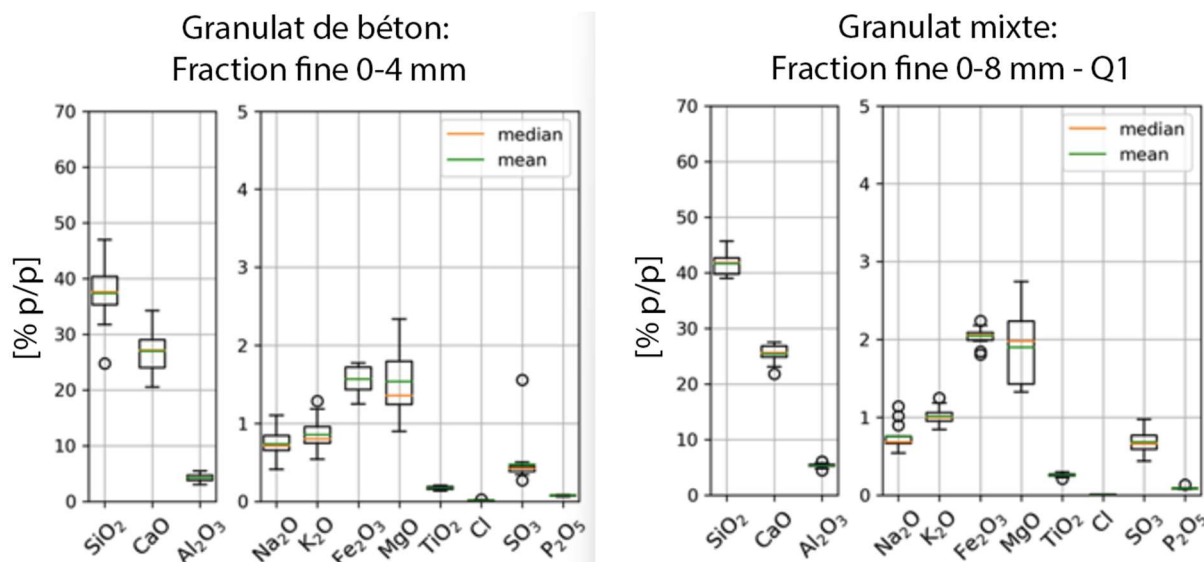 Granulat de béton:
Fraction fine 0-4 mm
[% p/p]
70
60
50
40
30
20
10
0
SiO₂
CaO
Al₂O₃
5
4
3
2
1
0
median
mean
Na₂O
K₂O
Fe₂O₃
MgO
TiO₂
Cl
SO₃
P₂O₅
Granulat mixte:
Fraction fine 0-8 mm - Q1
[% p/p]
70
60
50
40
30
20
10
0
SiO₂
CaO
Al₂O₃
5
4
3
2
1
0
median
mean
Na₂O
K₂O
Fe₂O₃
MgO
TiO₂
Cl
SO₃
P₂O₅